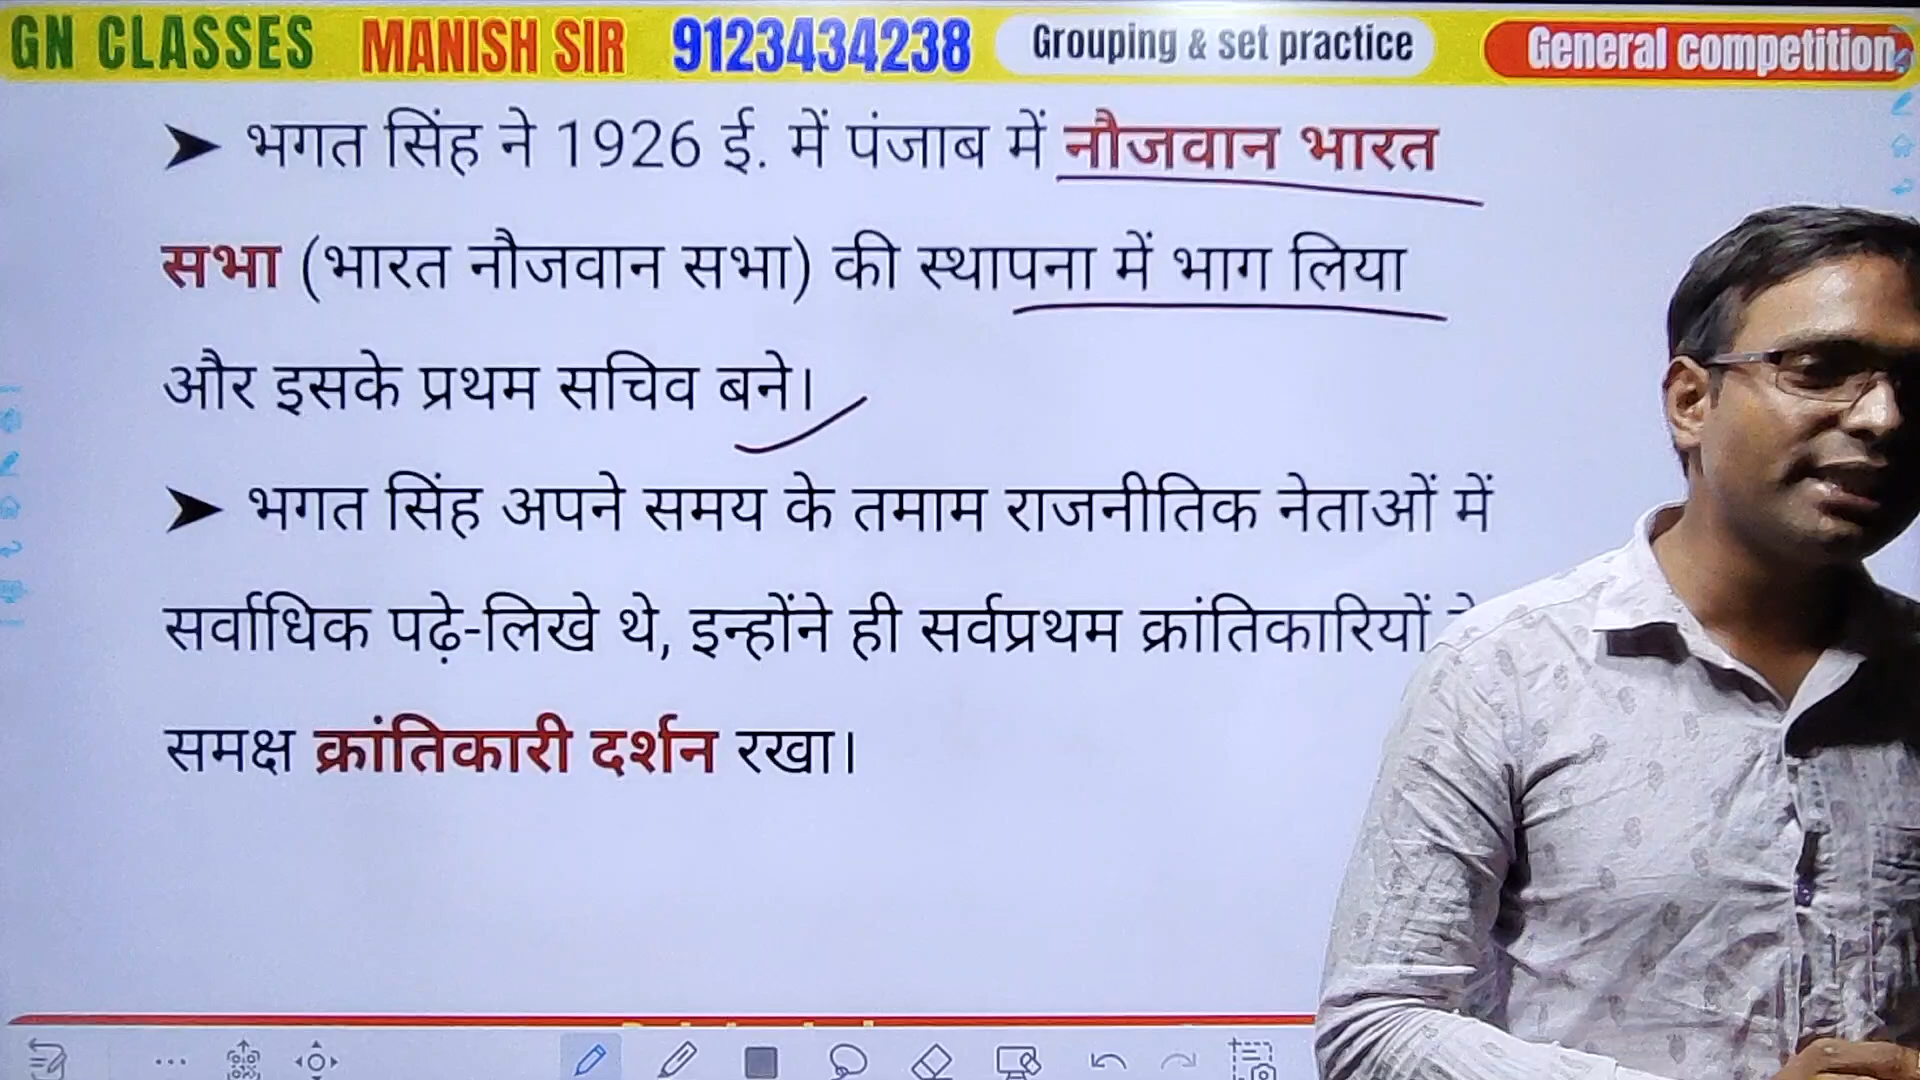 GN CLASSES MANISH SIR 9123434238 Grouping & set practice General competition
➤ भगत सिंह ने 1926 ई. में पंजाब में नौजवान भारत
सभा (भारत नौजवान सभा) की स्थापना में भाग लिया
और इसके प्रथम सचिव बने।
➤ भगत सिंह अपने समय के तमाम राजनीतिक नेताओं में
सर्वाधिक पढ़े-लिखे थे, इन्होंने ही सर्वप्रथम क्रांतिकारियों
समक्ष क्रांतिकारी दर्शन रखा।